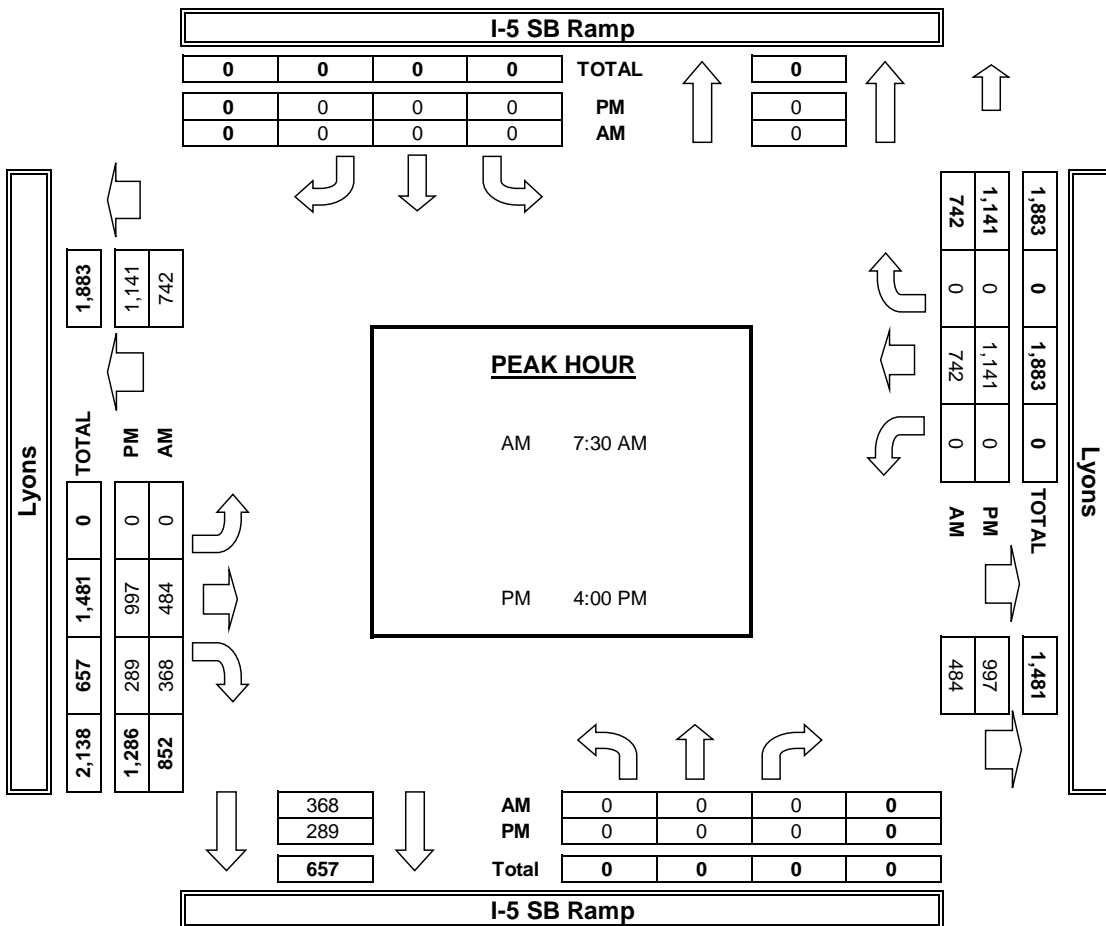 I-5 SB Ramp
0 0 0 0 TOTAL 0
0 0 0 0 PM 0
0 0 0 0 AM 0
Lyons
1,883
1,141
742
TOTAL
PM
AM
0 1,481 657 2,138
0 997 289 1,286
0 484 368 852
PEAK HOUR
AM 7:30 AM
PM 4:00 PM
1,883 0 1,883 0 TOTAL
1,141 0 1,141 0 PM
742 0 742 0 AM
1,481
997
484
Lyons
368 AM 0 0 0 0
289 PM 0 0 0 0
657 Total 0 0 0 0
I-5 SB Ramp